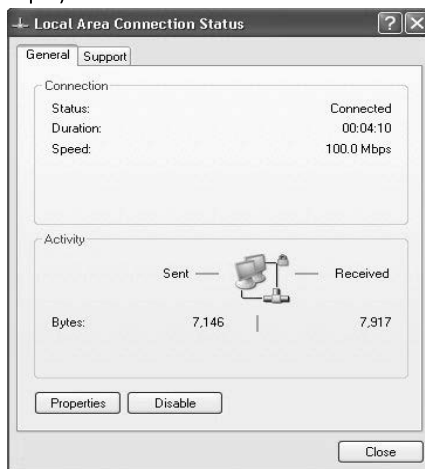 Local Area Connection Status
General Support
Connection
Status: Connected
Duration: 00:04:10
Speed: 100.0 Mbps
Activity
Sent — — Received
Bytes: 7,146 | 7,917
Properties Disable
Close